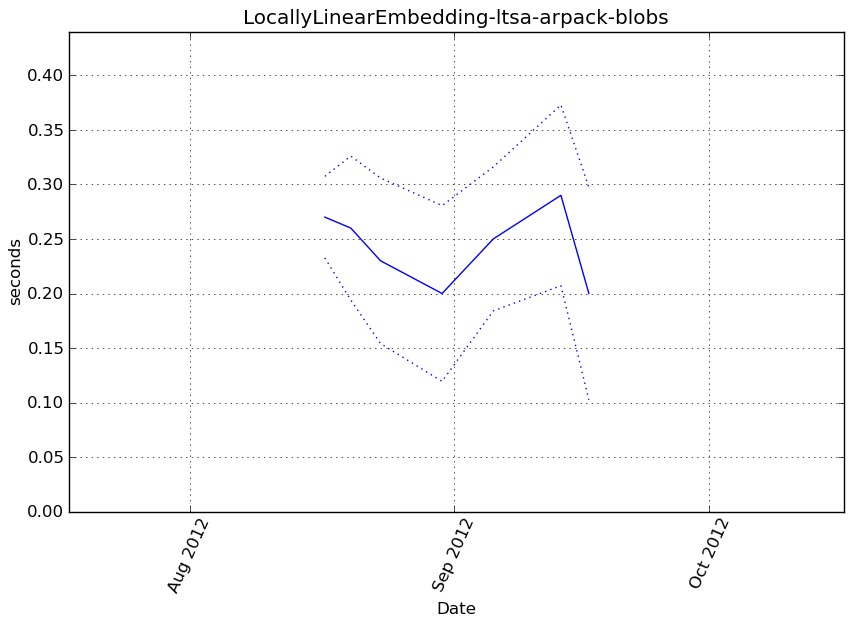 LocallyLinearEmbedding-ltsa-arpack-blobs
0.40
0.35
0.30
0.25
0.20
0.15
0.10
0.05
0.00
seconds
Aug 2012
Sep 2012
Oct 2012
Date